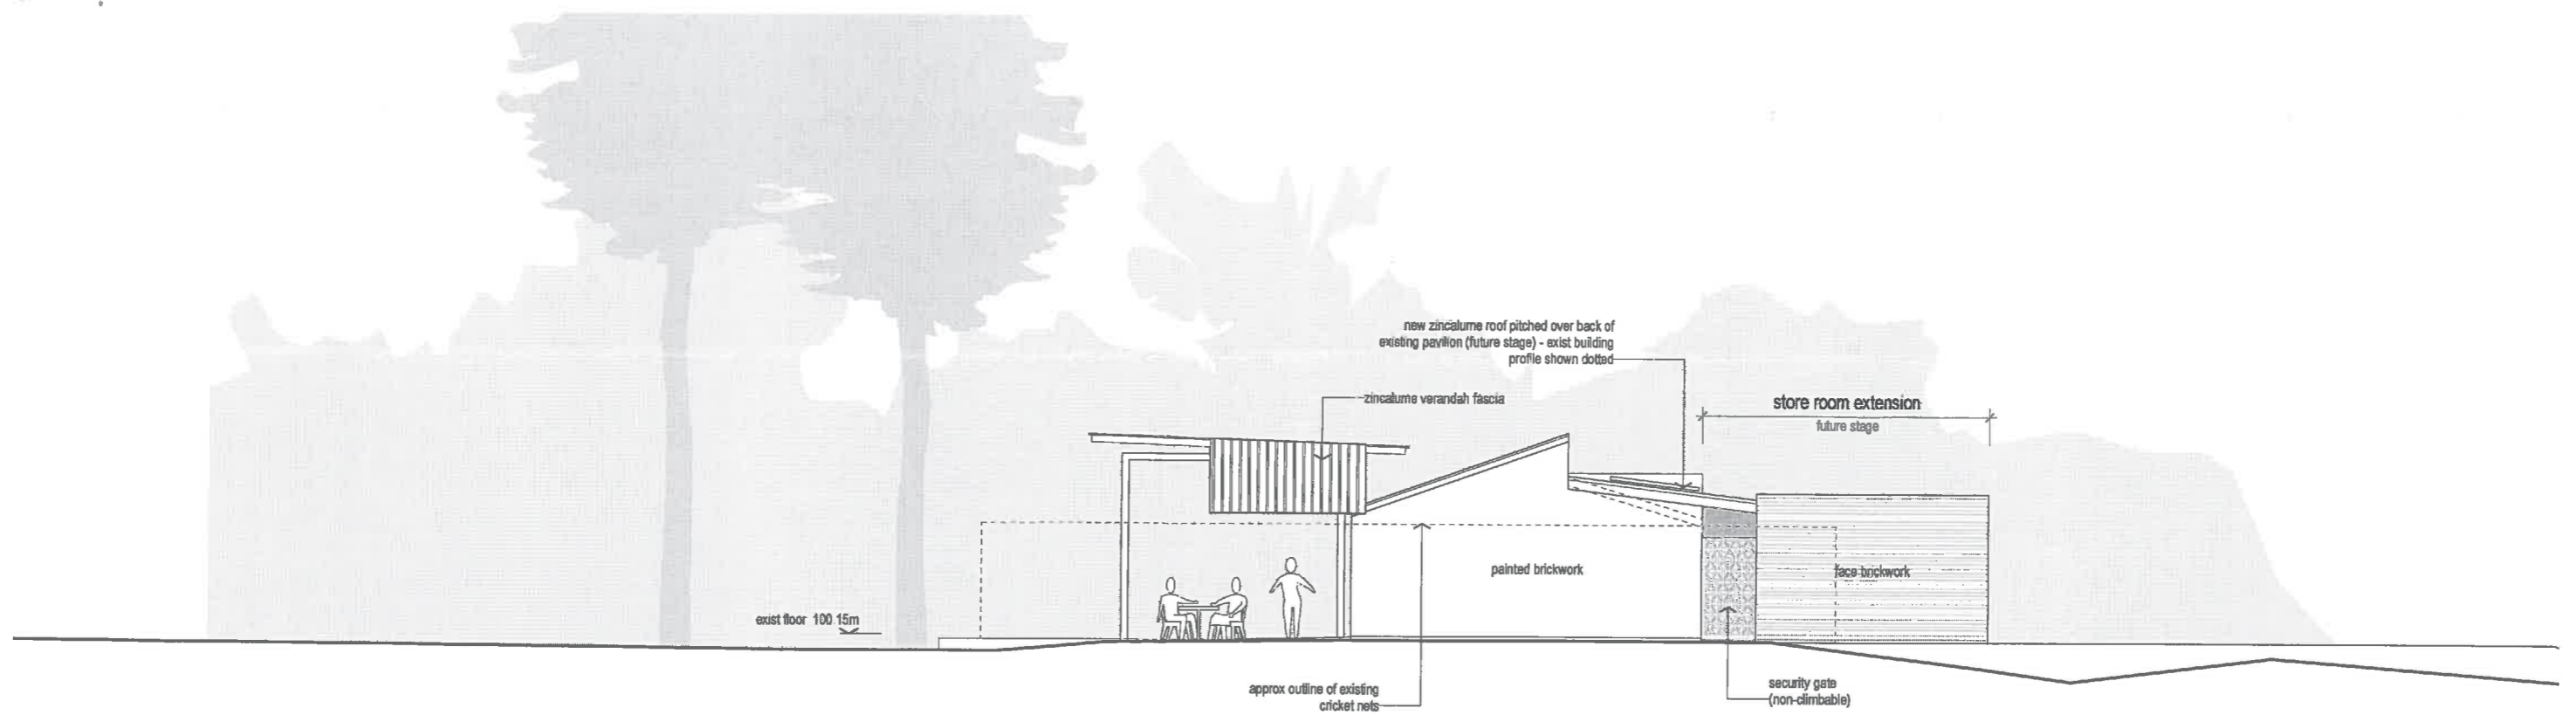 new zincalume roof pitched over back of
existing pavilion (future stage) - exist building
profile shown dotted
zincalume verandah fascia
store room extension
future stage
painted brickwork
face brickwork
exist floor 100.15m
approx outline of existing
cricket nets
security gate
(non-climbable)